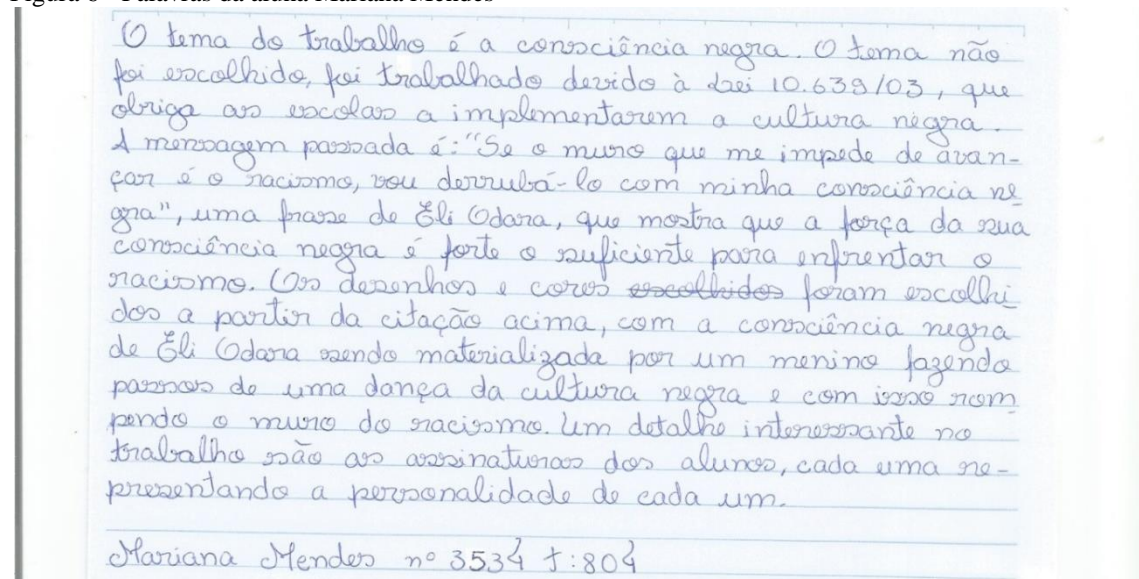 Figura 6 - Palavras da aluna Mariana Mendes
O tema do trabalho é a consciência negra. O tema não
foi escolhido, foi trabalhado devido à Lei 10.639/03, que
obriga as escolas a implementarem a cultura negra.
A mensagem passada é: "Se o muro que me impede de avan-
çar é o racismo, vou derrubá-lo com minha consciência ne
gra", uma frase de Eli Odara, que mostra que a força da sua
consciência negra é forte o suficiente para enfrentar o
racismo. Os desenhos e cores escolhidos foram escolhi
dos a partir da citação acima, com a consciência negra
de Eli Odara sendo materializada por um menino fazendo
passos de uma dança da cultura negra e com isso rom
pendo o muro do racismo. Um detalhe interessante no
trabalho são as assinaturas dos alunos, cada uma re-
presentando a personalidade de cada um.
Mariana Mendes nº 3534 t:804